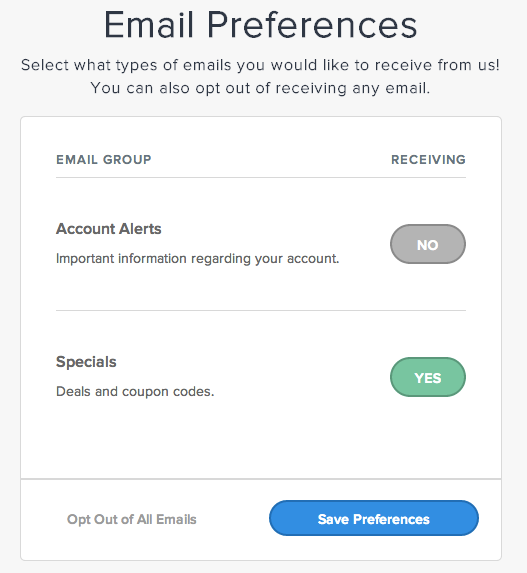 Email Preferences
Select what types of emails you would like to receive from us!
You can also opt out of receiving any email.
EMAIL GROUP RECEIVING
Account Alerts
NO
Important information regarding your account.
Specials
YES
Deals and coupon codes.
Opt Out of All Emails Save Preferences